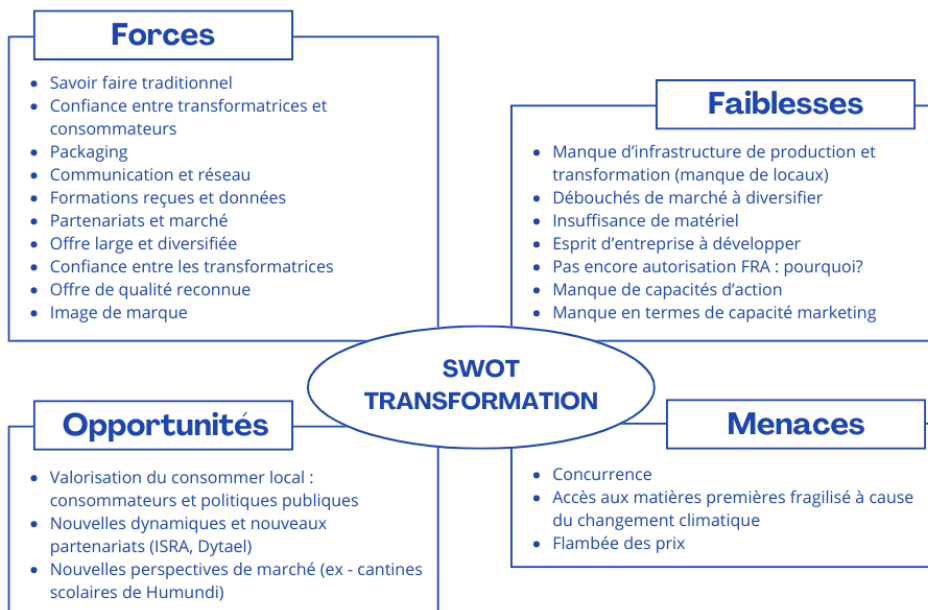 Forces
• Savoir faire traditionnel
• Confiance entre transformatrices et
consommateurs
• Packaging
• Communication et réseau
• Formations reçues et données
• Partenariats et marché
• Offre large et diversifiée
• Confiance entre les transformatrices
• Offre de qualité reconnue
• Image de marque
Faiblesses
• Manque d'infrastructure de production et
transformation (manque de locaux)
• Débouchés de marché à diversifier
• Insuffisance de matériel
• Esprit d'entreprise à développer
• Pas encore autorisation FRA : pourquoi?
• Manque de capacités d'action
• Manque en termes de capacité marketing
SWOT
TRANSFORMATION
Opportunités
• Valorisation du consommer local :
consommateurs et politiques publiques
• Nouvelles dynamiques et nouveaux
partenariats (ISRA, Dytael)
• Nouvelles perspectives de marché (ex - cantines
scolaires de Humundi)
Menaces
• Concurrence
• Accès aux matières premières fragilisé à cause
du changement climatique
• Flambée des prix